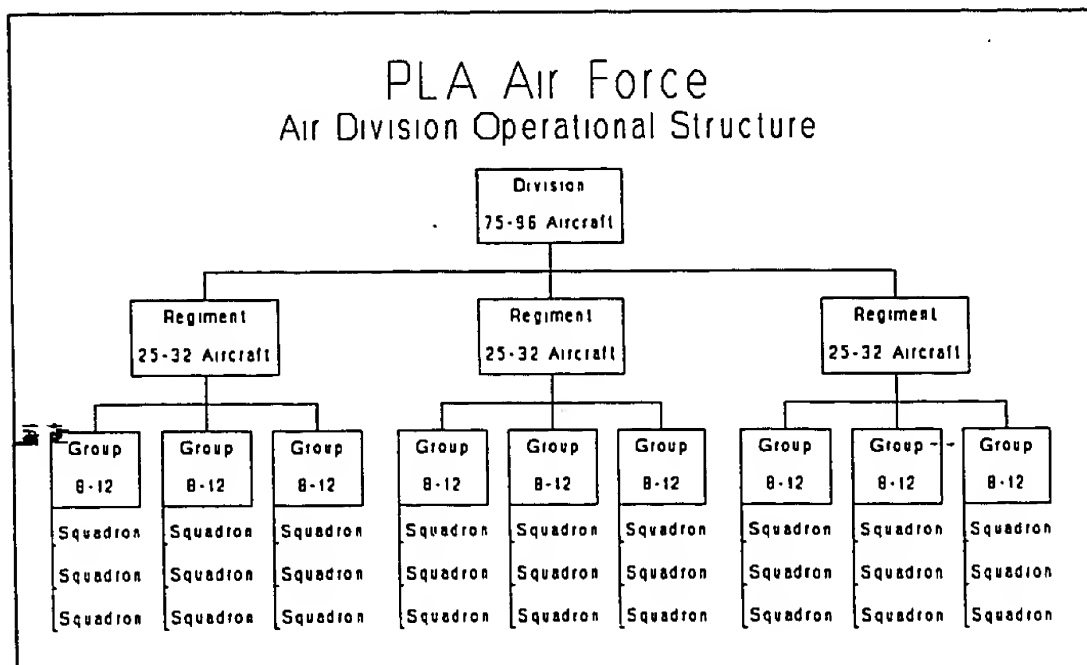 PLA Air Force
Air Division Operational Structure
Division
75-96 Aircraft
Regiment Regiment Regiment
25-32 Aircraft 25-32 Aircraft 25-32 Aircraft
Group Group Group Group Group Group Group Group Group
8-12 8-12 8-12 8-12 8-12 8-12 8-12 8-12 8-12
Squadron Squadron Squadron Squadron Squadron Squadron Squadron Squadron Squadron
Squadron Squadron Squadron Squadron Squadron Squadron Squadron Squadron Squadron
Squadron Squadron Squadron Squadron Squadron Squadron Squadron Squadron Squadron